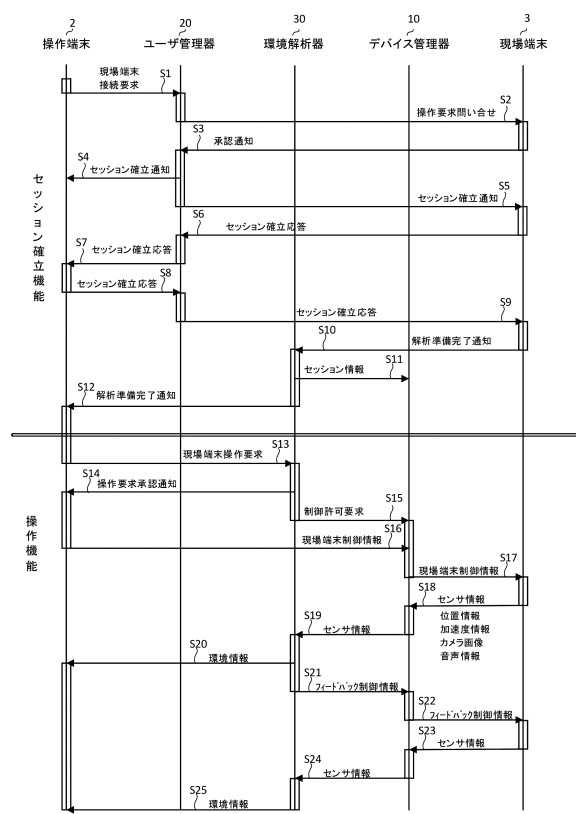 2
20
30
10
3
操作端末
ユーザ管理器
環境解析器
デバイス管理器
現場端末
現場端末
接続要求
S1
S2
操作要求問い合せ
S3
承認通知
S4
セッション確立通知
S5
セッション確立通知
S6
セッション確立応答
S7
セッション確立応答
S8
セッション確立応答
S9
セッション確立応答
S10
解析準備完了通知
S11
セッション情報
S12
解析準備完了通知
セッション確立機能
S13
現場端末操作要求
S14
操作要求承認通知
S15
制御許可要求
S16
現場端末制御情報
S17
現場端末制御情報
S18
センサ情報
位置情報
加速度情報
カメラ画像
音声情報
S19
センサ情報
S20
環境情報
S21
フィードバック制御情報
S22
フィードバック制御情報
S23
センサ情報
S24
センサ情報
S25
環境情報
操作機能